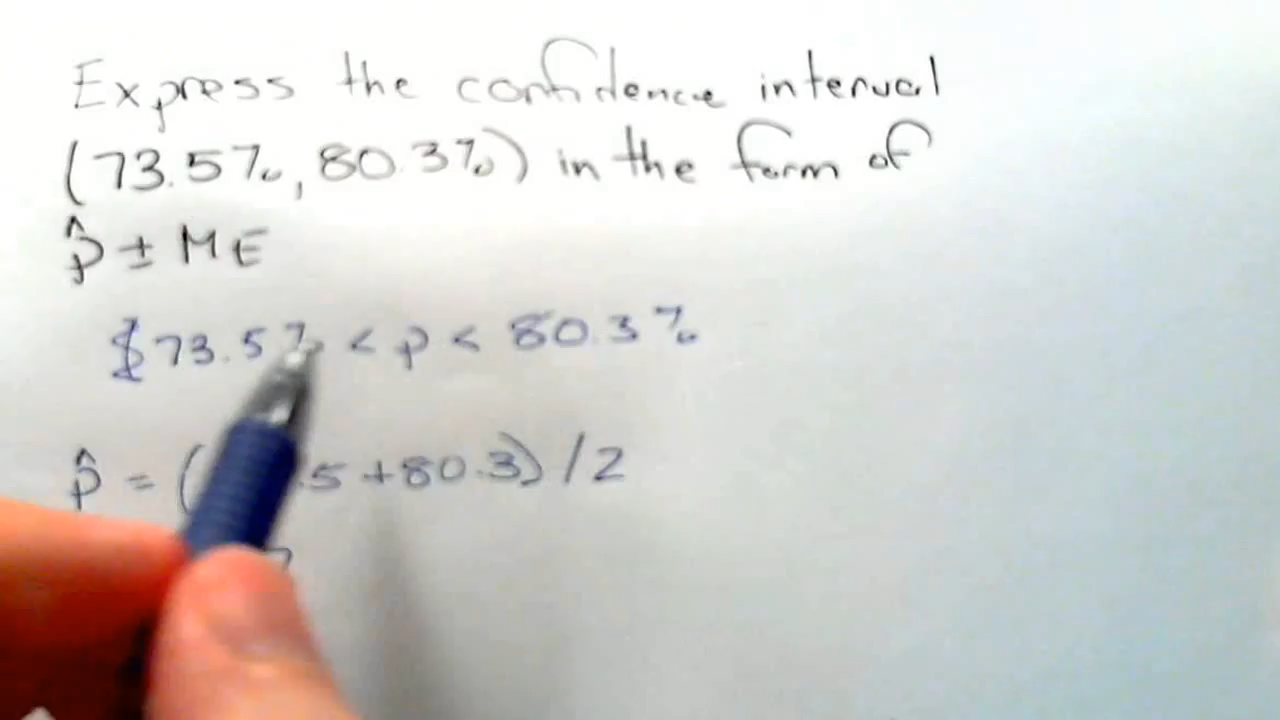 Express the confidence interval
(73.5%, 80.3%) in the form of
p̂ ± ME
$73.5% < p < 80.3%
p̂ = ( .5 + 80.3) / 2